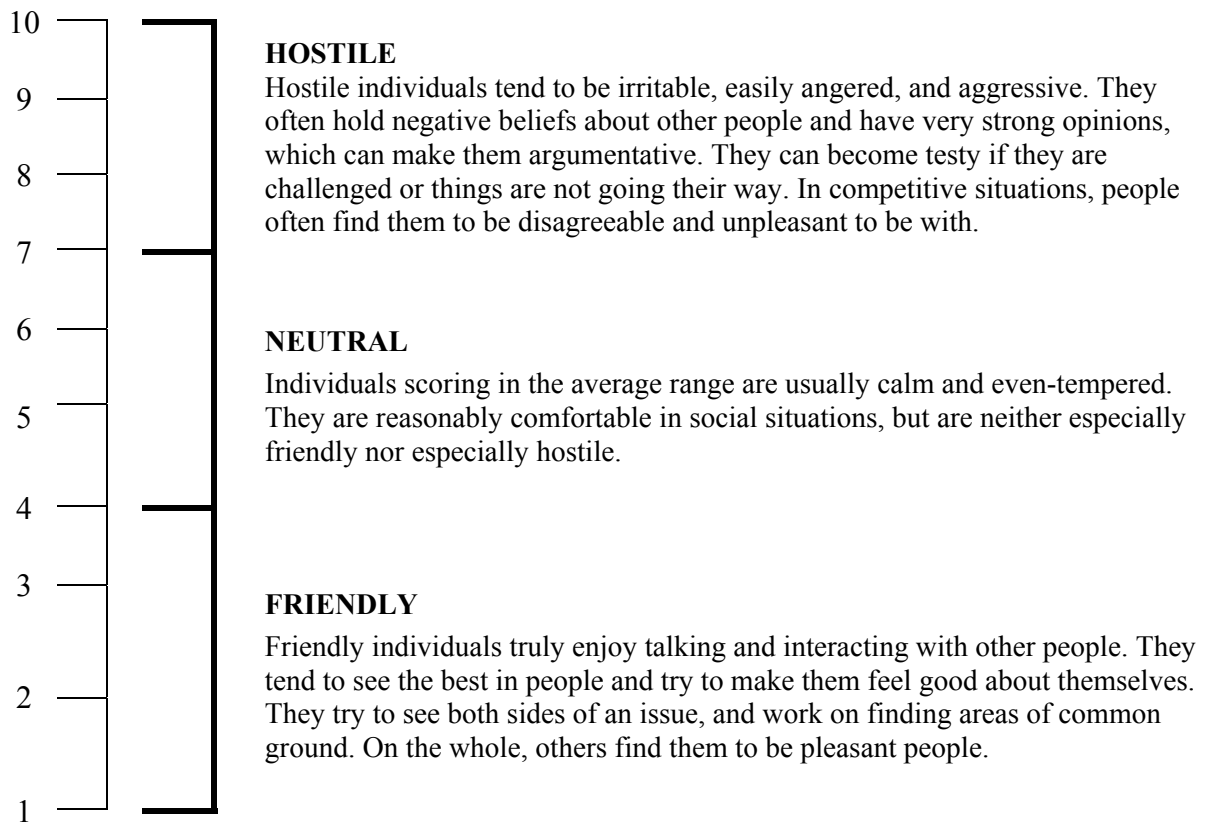 10
HOSTILE
Hostile individuals tend to be irritable, easily angered, and aggressive. They
9
often hold negative beliefs about other people and have very strong opinions,
which can make them argumentative. They can become testy if they are
8
challenged or things are not going their way. In competitive situations, people
often find them to be disagreeable and unpleasant to be with.
7
6
NEUTRAL
Individuals scoring in the average range are usually calm and even-tempered.
5
They are reasonably comfortable in social situations, but are neither especially
friendly nor especially hostile.
4
3
FRIENDLY
Friendly individuals truly enjoy talking and interacting with other people. They
tend to see the best in people and try to make them feel good about themselves.
2
They try to see both sides of an issue, and work on finding areas of common
ground. On the whole, others find them to be pleasant people.
1